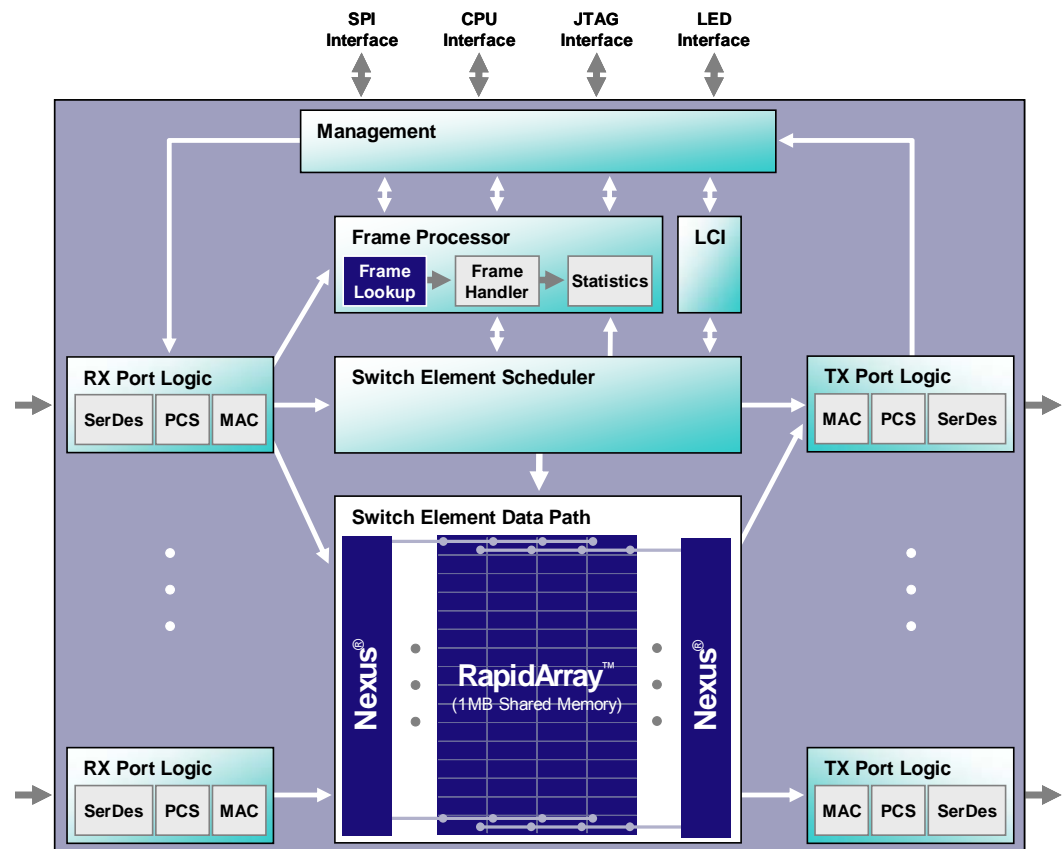 SPI
Interface
CPU
Interface
JTAG
Interface
LED
Interface
Management
Frame Processor
LCI
Frame
Lookup
Frame
Handler
Statistics
RX Port Logic
SerDes
PCS
MAC
Switch Element Scheduler
TX Port Logic
MAC
PCS
SerDes
Switch Element Data Path
Nexus®
RapidArray™
(1MB Shared Memory)
Nexus®
RX Port Logic
SerDes
PCS
MAC
TX Port Logic
MAC
PCS
SerDes